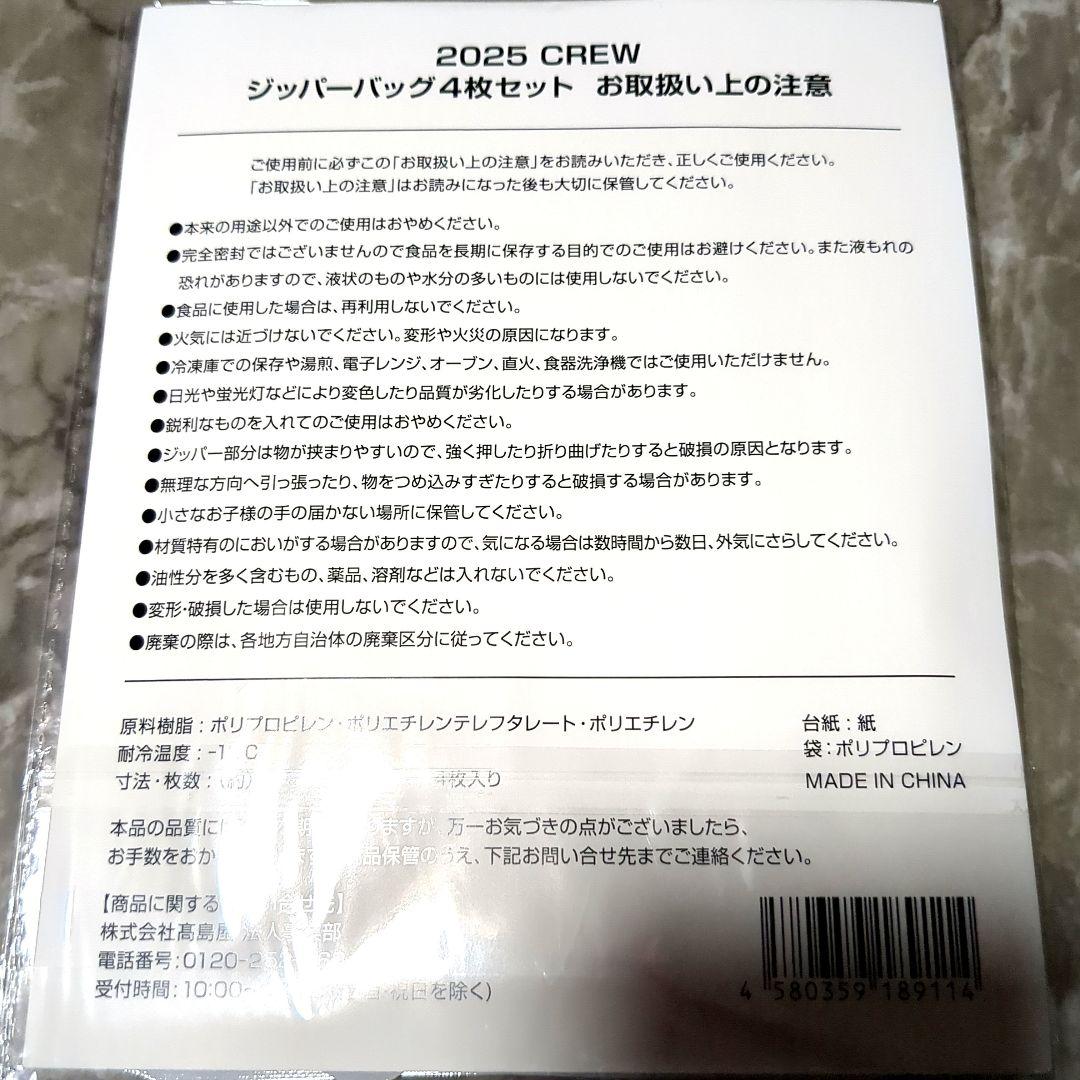 2025 CREW
ジッパーバッグ4枚セット お取扱い上の注意
ご使用前に必ずこの「お取扱い上の注意」をお読みいただき、正しくご使用ください。
「お取扱い上の注意」はお読みになった後も大切に保管してください。
●本来の用途以外でのご使用はおやめください。
●完全密封ではございませんので食品を長期に保存する目的でのご使用はお避けください。また液もれの
恐れがありますので、液状のものや水分の多いものには使用しないでください。
●食品に使用した場合は、再利用しないでください。
●火気には近づけないでください。変形や火災の原因になります。
●冷凍庫での保存や湯煎、電子レンジ、オーブン、直火、食器洗浄機ではご使用いただけません。
●日光や蛍光灯などにより変色したり品質が劣化したりする場合があります。
●鋭利なものを入れてのご使用はおやめください。
●ジッパー部分は物が挟まりやすいので、強く押したり折り曲げたりすると破損の原因となります。
●無理な方向へ引っ張ったり、物をつめ込みすぎたりすると破損する場合があります。
●小さなお子様の手の届かない場所に保管してください。
●材質特有のにおいがする場合がありますので、気になる場合は数時間から数日、外気にさらしてください。
●油性分を多く含むもの、薬品、溶剤などは入れないでください。
●変形・破損した場合は使用しないでください。
●廃棄の際は、各地方自治体の廃棄区分に従ってください。
原料樹脂：ポリプロピレン・ポリエチレンテレフタレート・ポリエチレン
耐冷温度：
寸法・枚数：(約) 4枚入り
台紙：紙
袋：ポリプロピレン
MADE IN CHINA
本品の品質に ますが、万一お気づきの点がございましたら、
お手数をおか 品保管のうえ、下記お問い合せ先までご連絡ください。
【商品に関する
株式会社髙島屋 法人事業部
電話番号：0120-2
受付時間：10:00~ 祝日を除く)
4 580359 189114